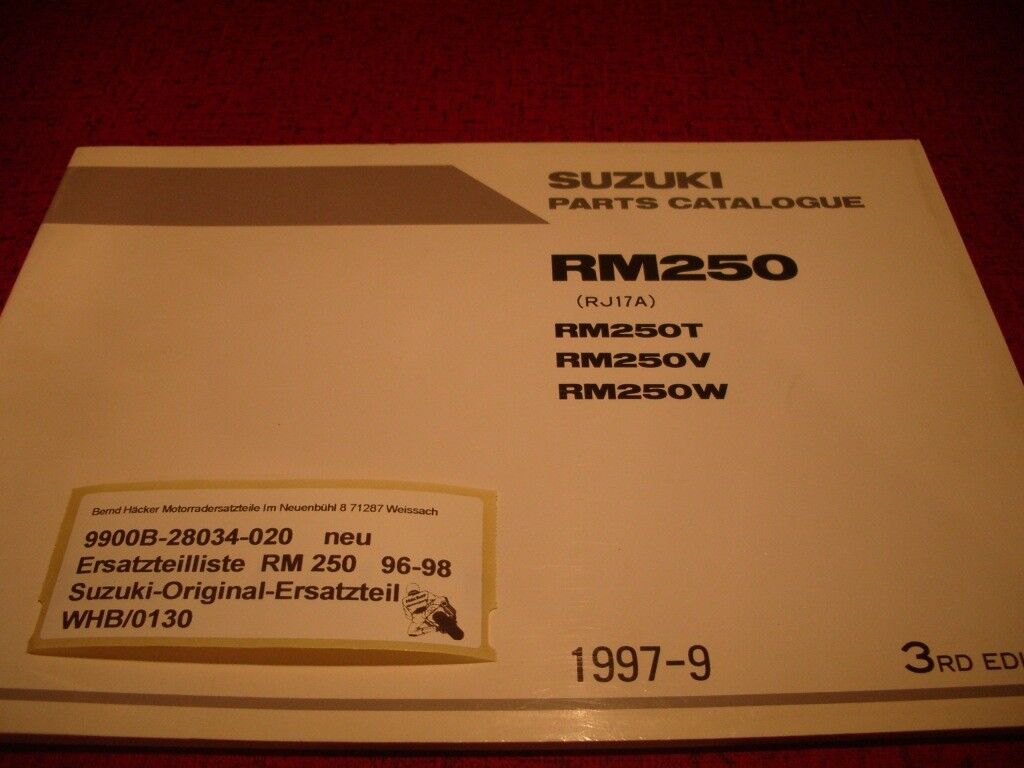 SUZUKI
PARTS CATALOGUE
RM250
(RJ17A)
RM250T
RM250V
RM250W
Bernd Häcker Motorradersatzteile Im Neuenbühl 8 71287 Weissach
9900B-28034-020 neu
Ersatzteilliste RM 250 96-98
Suzuki-Original-Ersatzteil
WHB/0130
1997-9
3RD EDI